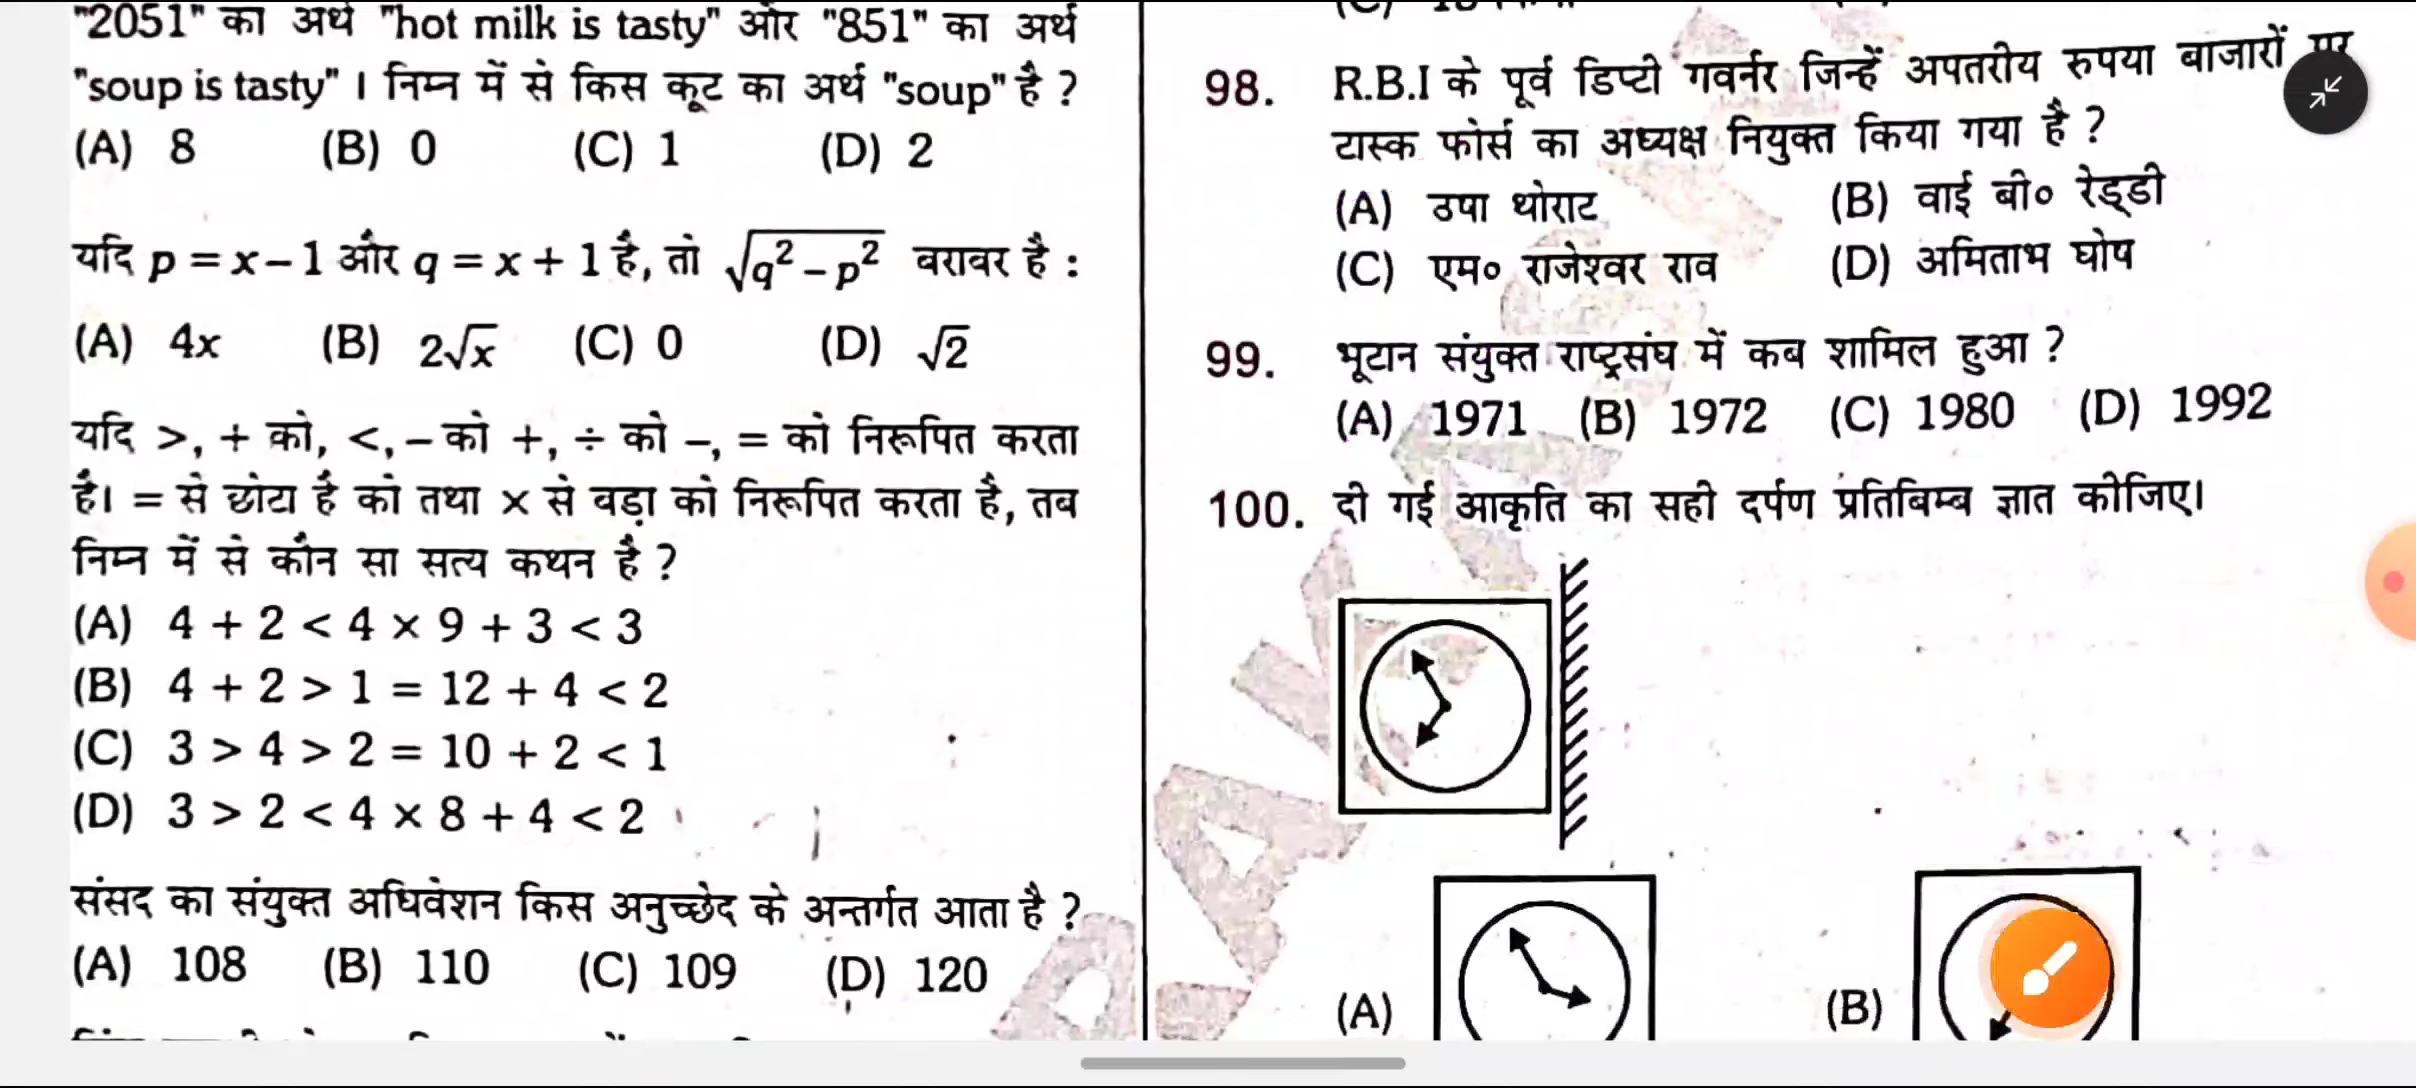 "2051" का अर्थ "hot milk is tasty" और "851" का अर्थ
"soup is tasty" । निम्न में से किस कूट का अर्थ "soup" है ?
(A) 8 (B) 0 (C) 1 (D) 2
यदि p = x – 1 और q = x + 1 है, तो √(q² – p²) बराबर है :
(A) 4x (B) 2√x (C) 0 (D) √2
यदि >, + को, <, – को +, ÷ को –, = को निरूपित करता
है। = से छोटा है को तथा × से बड़ा को निरूपित करता है, तब
निम्न में से कौन सा सत्य कथन है ?
(A) 4 + 2 < 4 × 9 + 3 < 3
(B) 4 + 2 > 1 = 12 + 4 < 2
(C) 3 > 4 > 2 = 10 + 2 < 1
(D) 3 > 2 < 4 × 8 + 4 < 2
संसद का संयुक्त अधिवेशन किस अनुच्छेद के अन्तर्गत आता है ?
(A) 108 (B) 110 (C) 109 (D) 120
98. R.B.I के पूर्व डिप्टी गवर्नर जिन्हें अपतरीय रुपया बाजारों पर
टास्क फोर्स का अध्यक्ष नियुक्त किया गया है ?
(A) उषा थोराट (B) वाई बी० रेड्डी
(C) एम० राजेश्वर राव (D) अमिताभ घोष
99. भूटान संयुक्त राष्ट्रसंघ में कब शामिल हुआ ?
(A) 1971 (B) 1972 (C) 1980 (D) 1992
100. दी गई आकृति का सही दर्पण प्रतिबिम्ब ज्ञात कीजिए।
(A) (B)